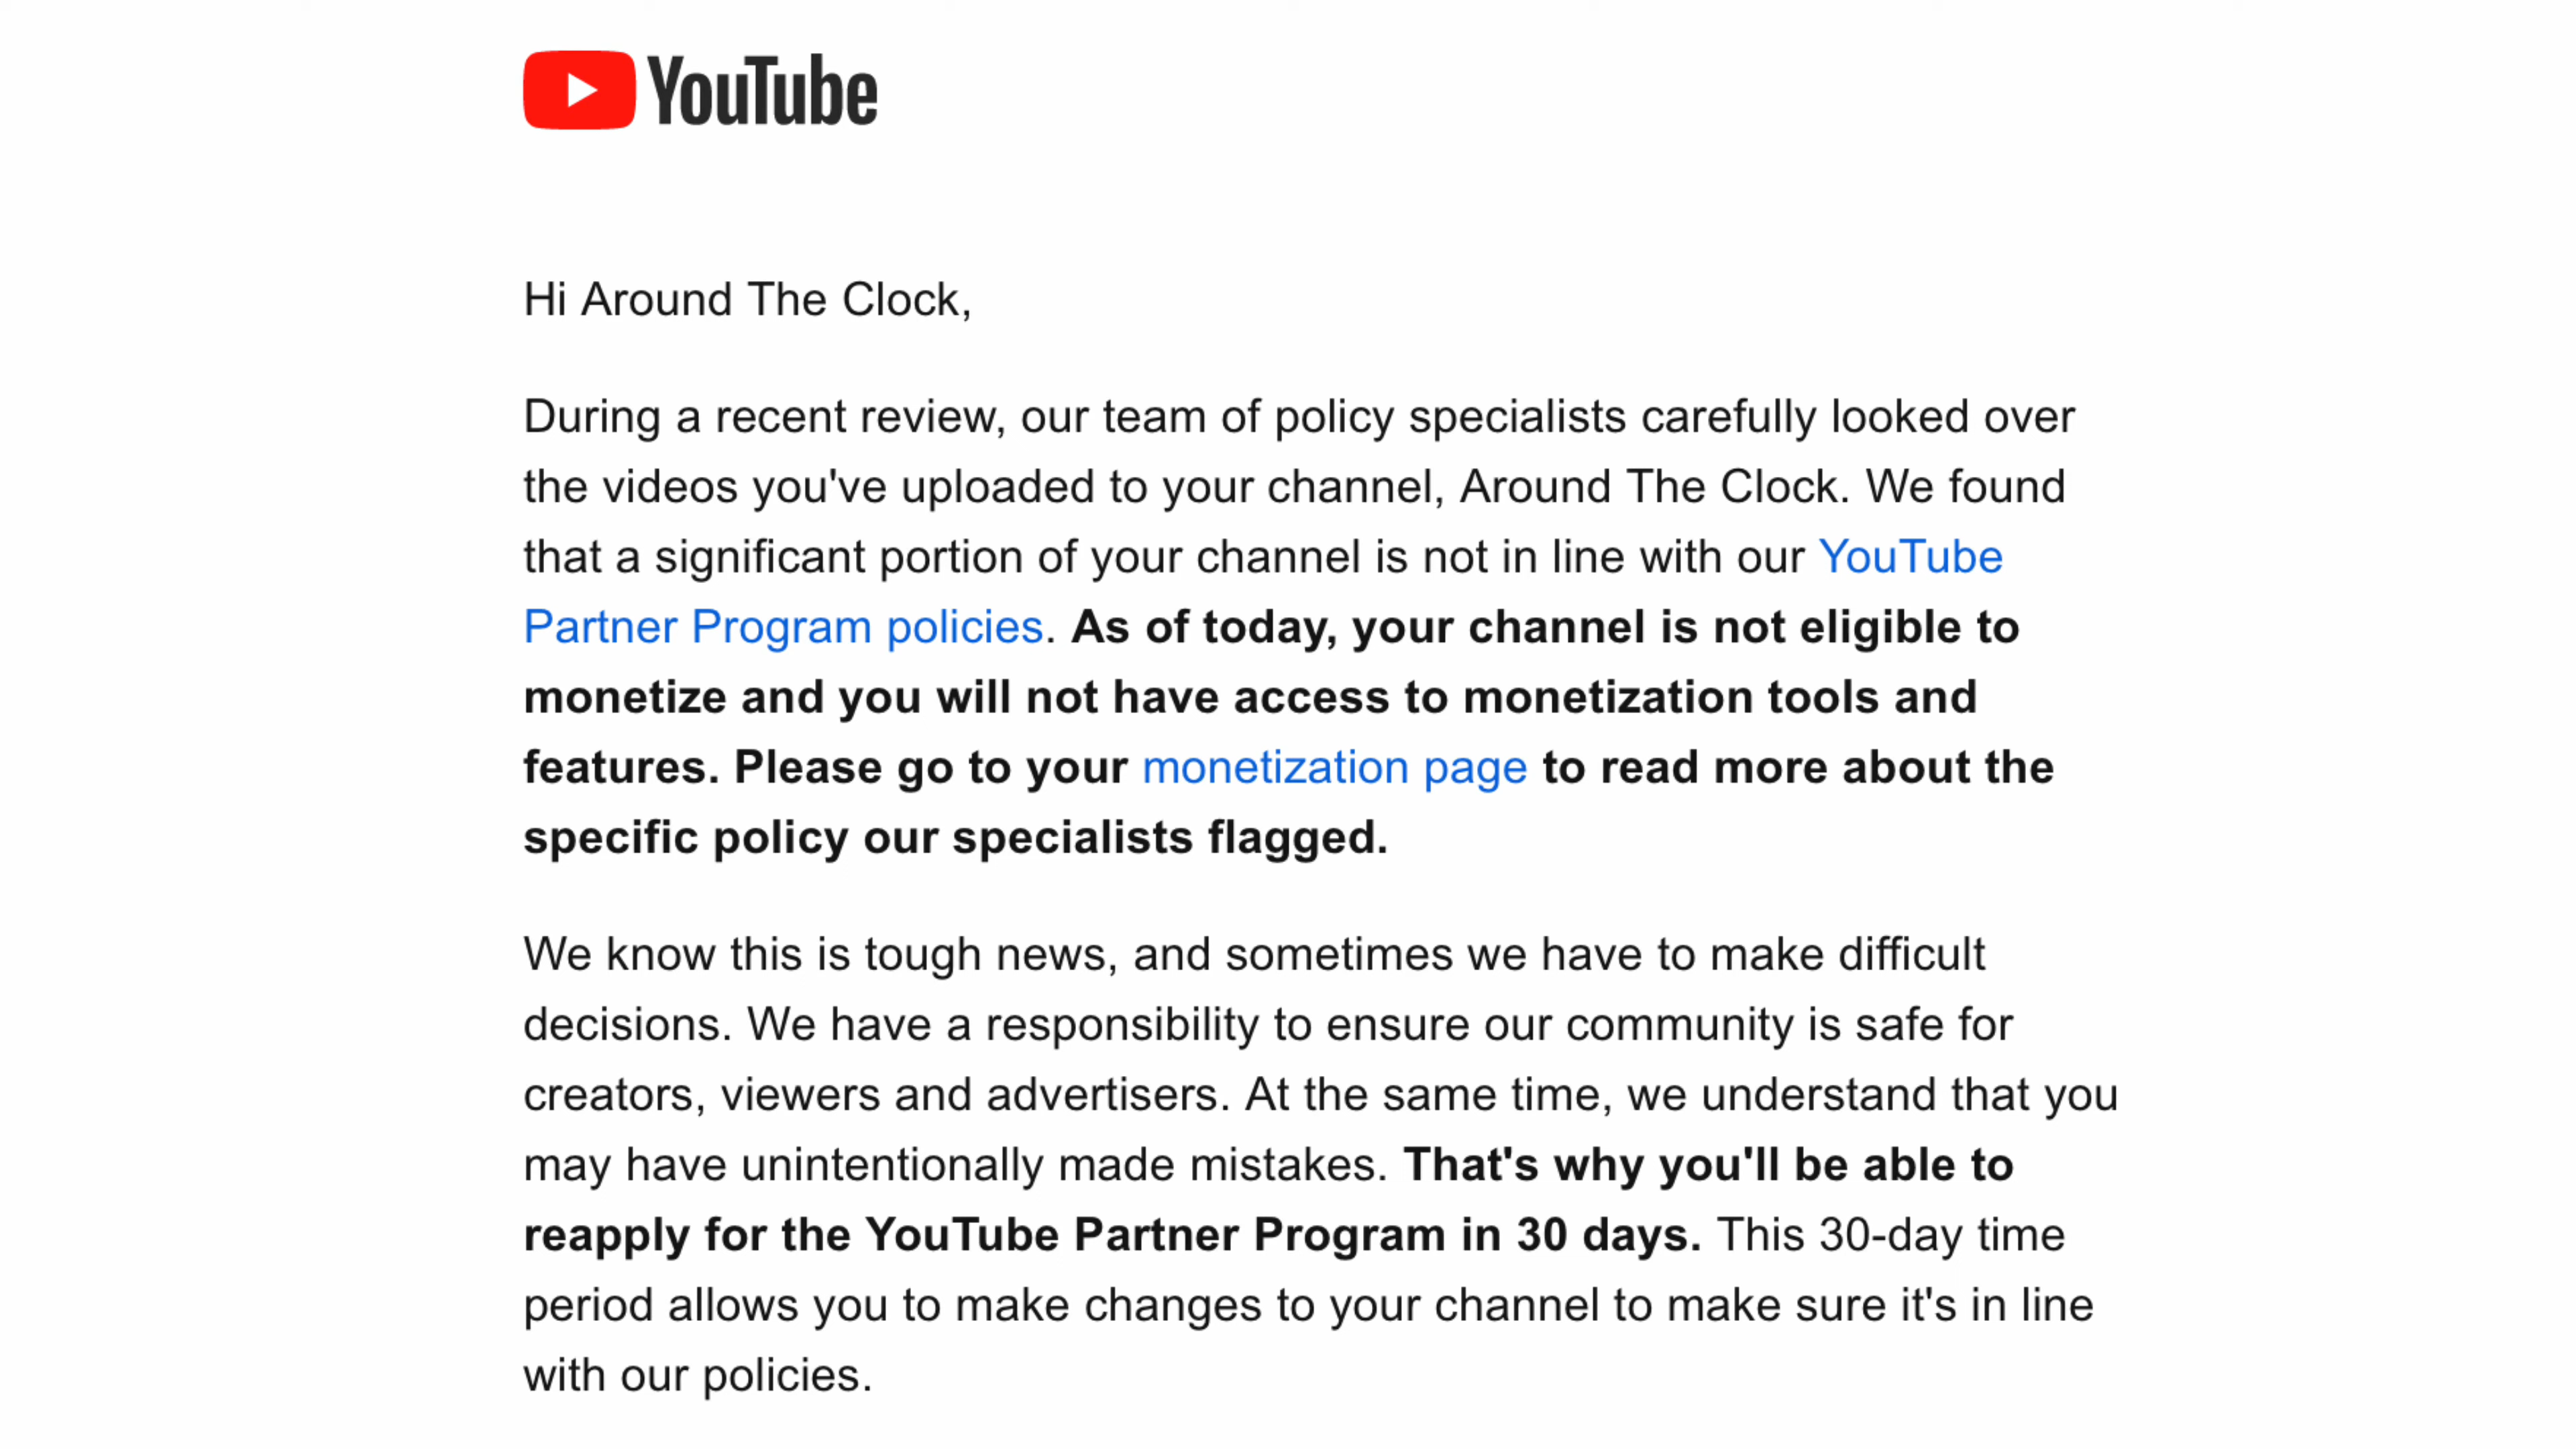 YouTube
Hi Around The Clock,
During a recent review, our team of policy specialists carefully looked over
the videos you've uploaded to your channel, Around The Clock. We found
that a significant portion of your channel is not in line with our YouTube
Partner Program policies. As of today, your channel is not eligible to
monetize and you will not have access to monetization tools and
features. Please go to your monetization page to read more about the
specific policy our specialists flagged.
We know this is tough news, and sometimes we have to make difficult
decisions. We have a responsibility to ensure our community is safe for
creators, viewers and advertisers. At the same time, we understand that you
may have unintentionally made mistakes. That's why you'll be able to
reapply for the YouTube Partner Program in 30 days. This 30-day time
period allows you to make changes to your channel to make sure it's in line
with our policies.